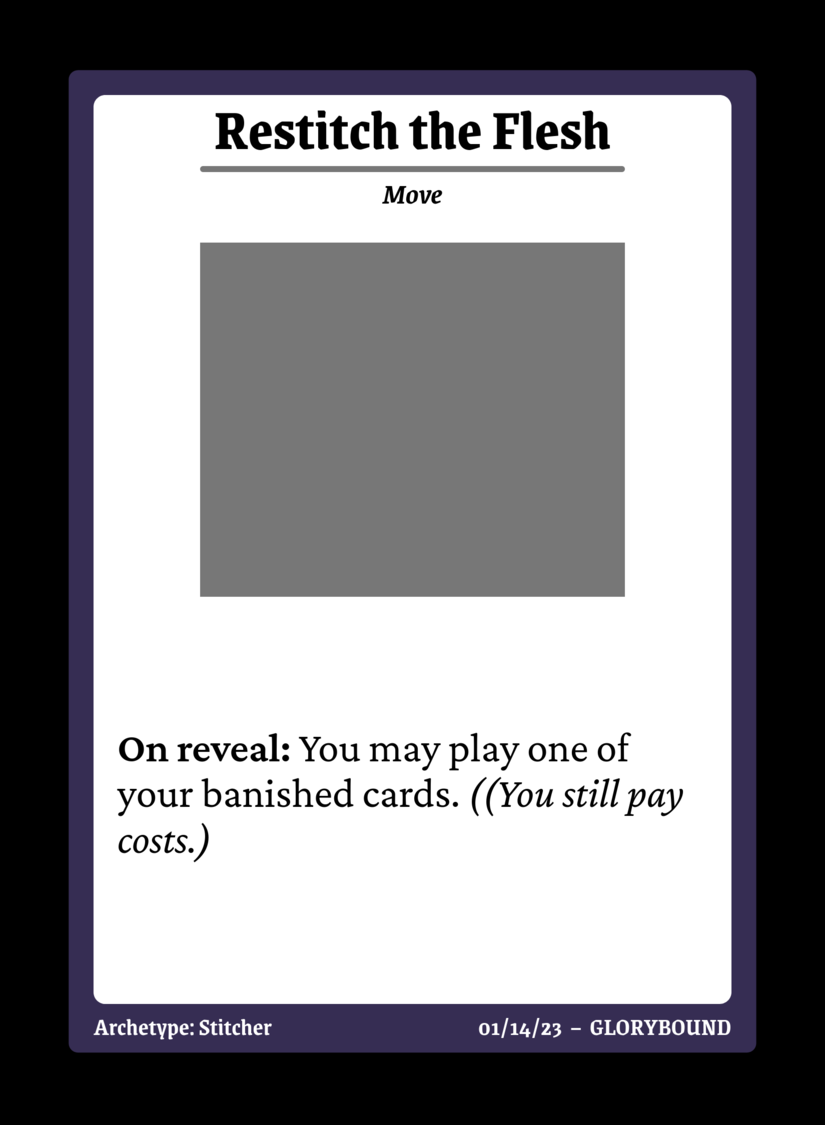 Restitch the Flesh
Move
On reveal: You may play one of
your banished cards. ((You still pay
costs.)
Archetype: Stitcher
01/14/23 – GLORYBOUND